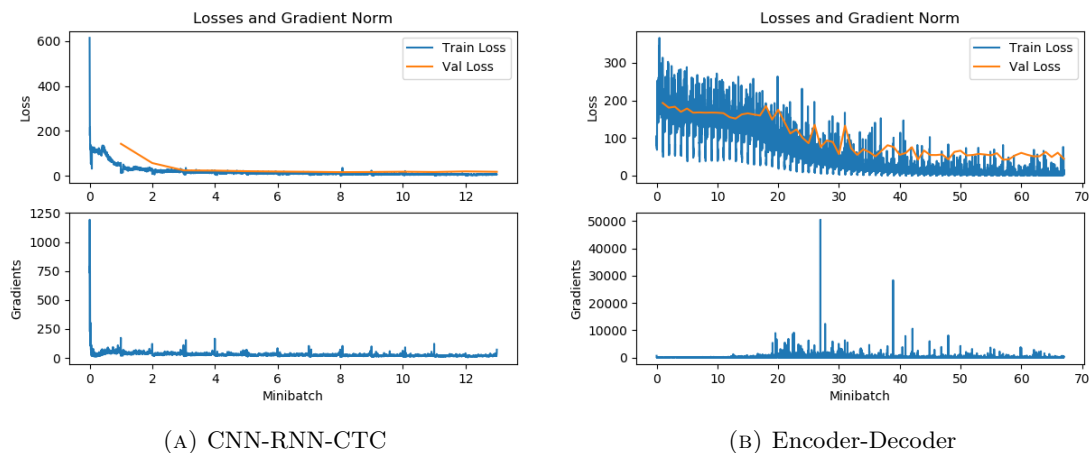 Losses and Gradient Norm
Train Loss
Val Loss
Loss
600
400
200
0
0 2 4 6 8 10 12
Gradients
1250
1000
750
500
250
0
0 2 4 6 8 10 12
Minibatch
(A) CNN-RNN-CTC
Losses and Gradient Norm
Train Loss
Val Loss
Loss
300
200
100
0
0 10 20 30 40 50 60 70
Gradients
50000
40000
30000
20000
10000
0
0 10 20 30 40 50 60 70
Minibatch
(B) Encoder-Decoder